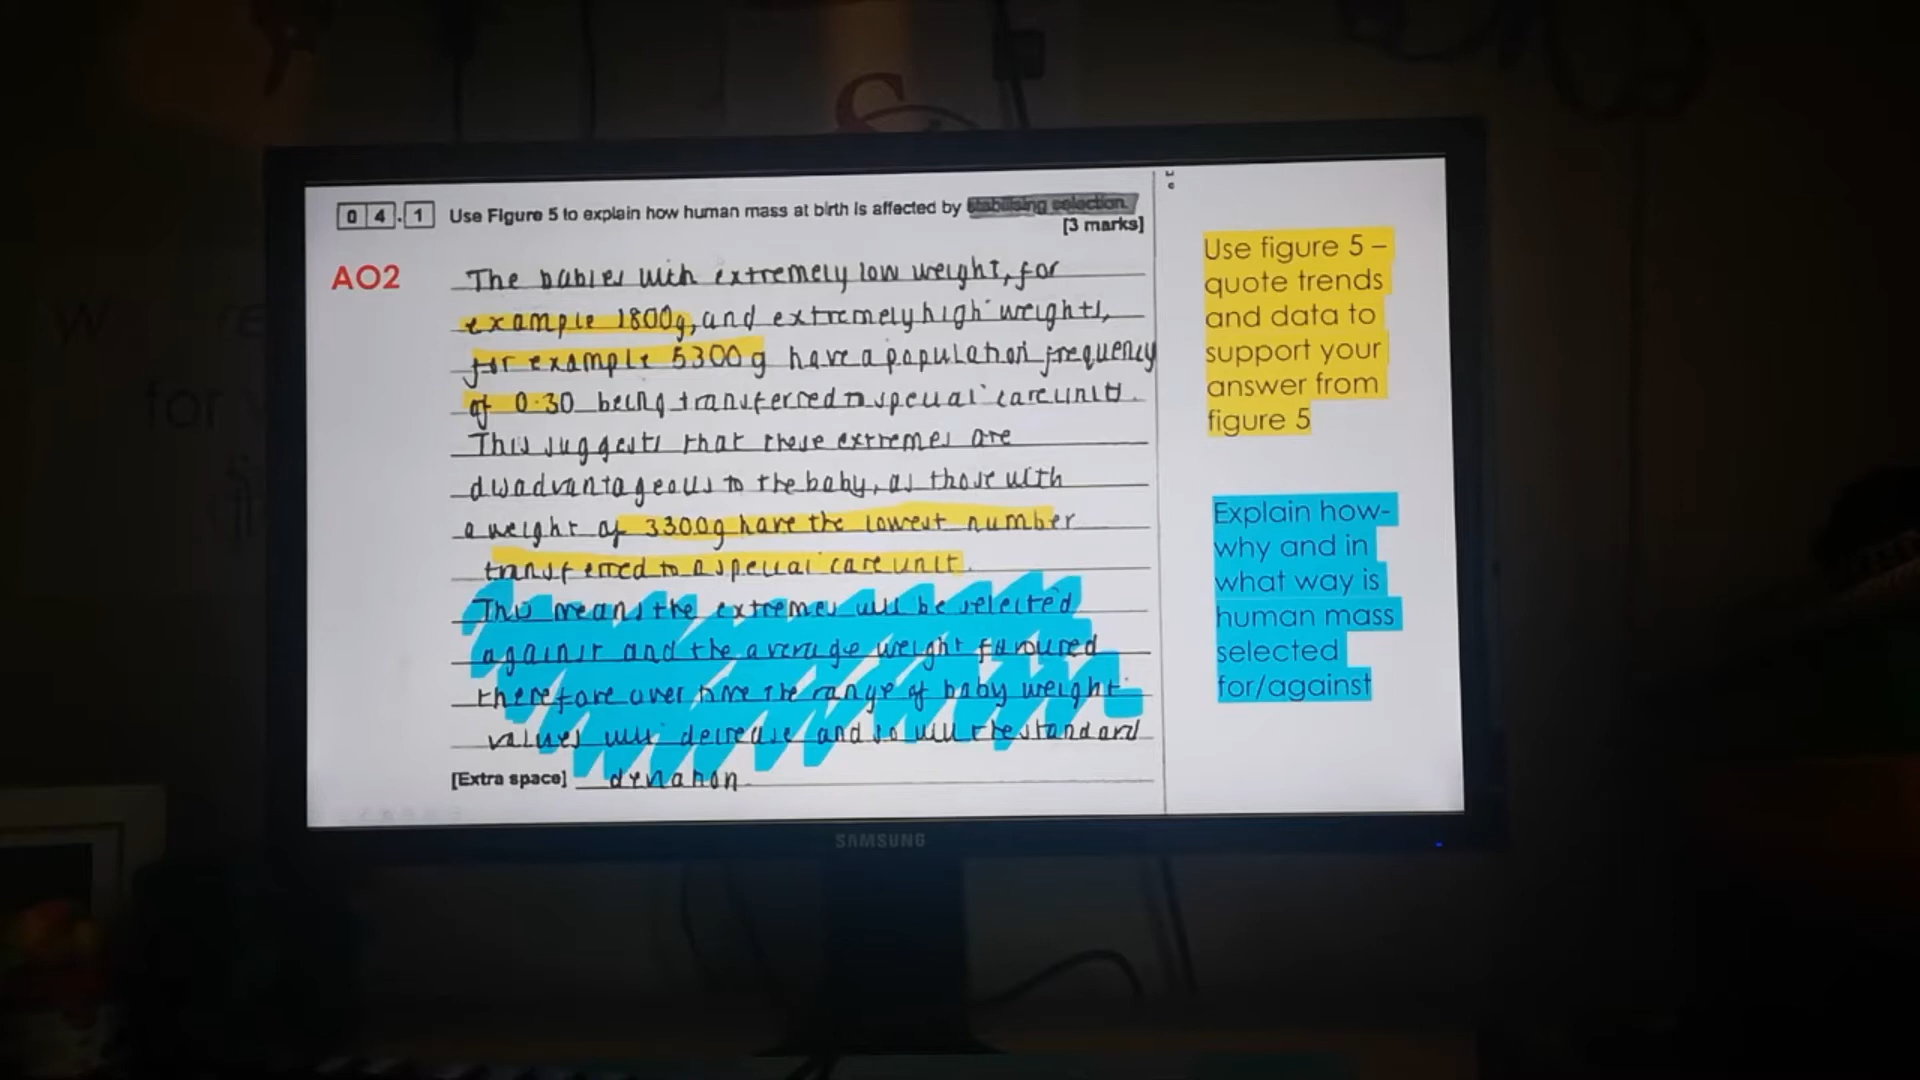 04.1 Use Figure 5 to explain how human mass at birth is affected by stabilising selection.
[3 marks]
AO2
The babies with extremely low weight, for
example 1800g, and extremely high weights,
for example 5300g have a population frequency
of 0.30 being transferred to special care units.
This suggests that these extremes are
disadvantageous to the baby, as those with
a weight of 3300g have the lowest number
transferred to a special care unit.
This means the extremes will be selected
against and the average weight favoured
therefore over time the range of baby weight
values will decrease and so will the standard
[Extra space] deviation
Use figure 5 –
quote trends
and data to
support your
answer from
figure 5
Explain how-
why and in
what way is
human mass
selected
for/against
SAMSUNG